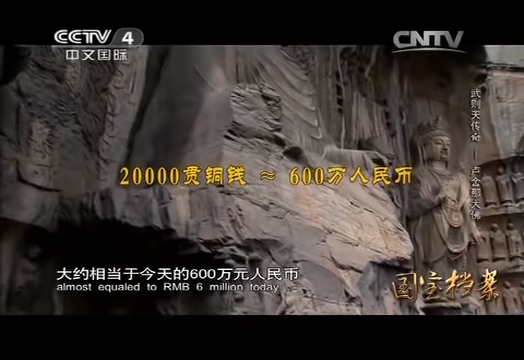 CCTV 4
中文国际
CNTV
武则天传奇 卢舍那大佛
20000贯铜钱 ≈ 600万人民币
大约相当于今天的600万元人民币
almost equaled to RMB 6 million today.
国宝档案